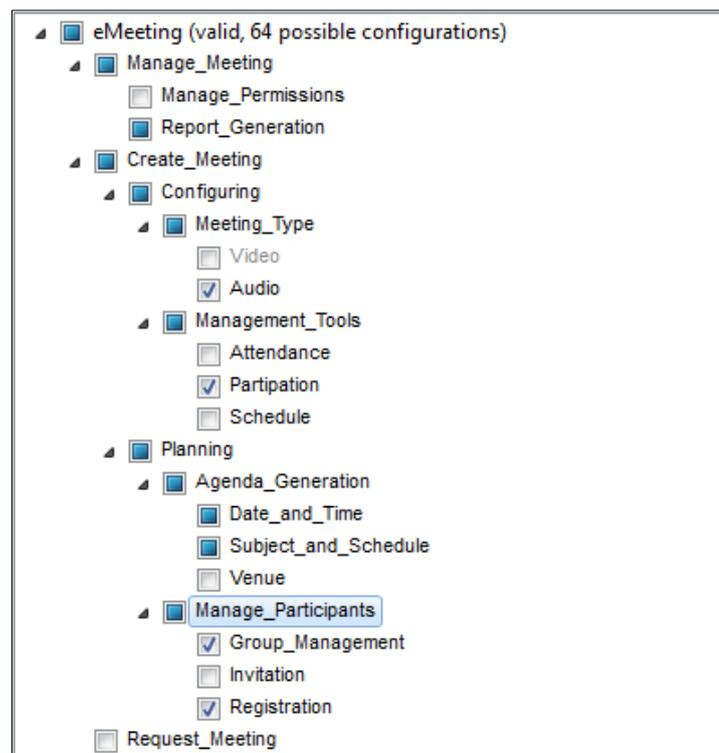 eMeeting (valid, 64 possible configurations)
Manage_Meeting
Manage_Permissions
Report_Generation
Create_Meeting
Configuring
Meeting_Type
Video
Audio
Management_Tools
Attendance
Partipation
Schedule
Planning
Agenda_Generation
Date_and_Time
Subject_and_Schedule
Venue
Manage_Participants
Group_Management
Invitation
Registration
Request_Meeting